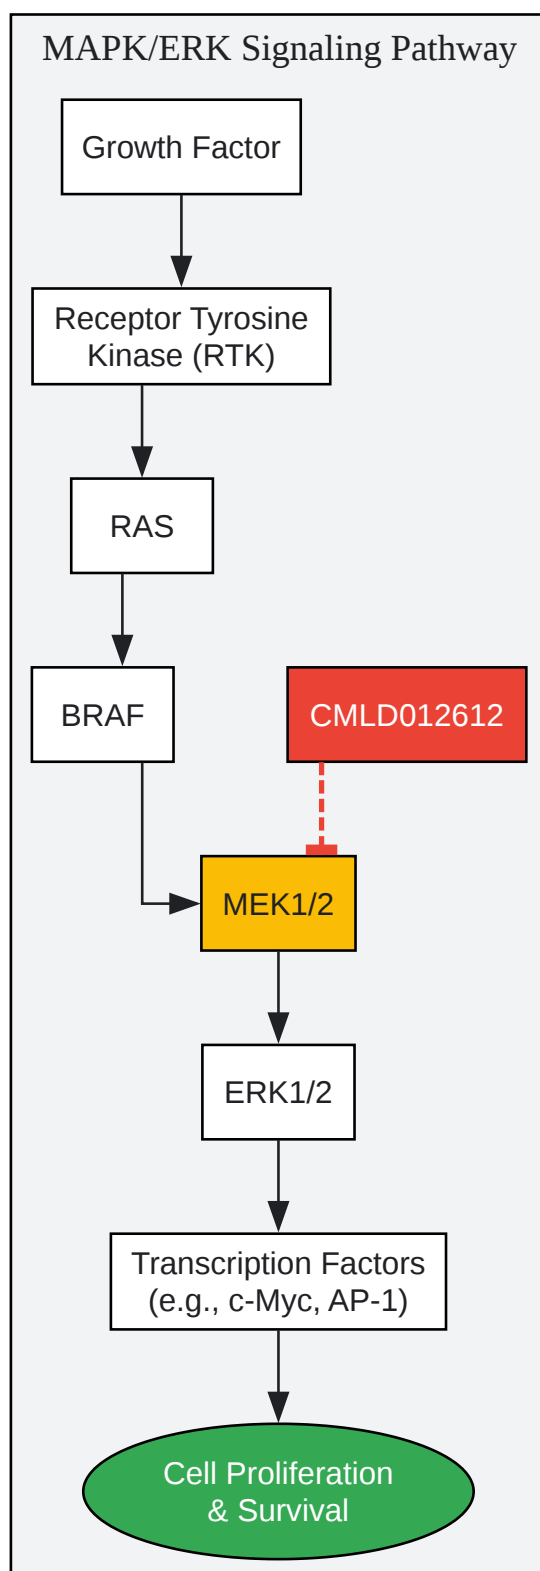 MAPK/ERK Signaling Pathway
Growth Factor
Receptor Tyrosine
Kinase (RTK)
RAS
BRAF
CMLD012612
MEK1/2
ERK1/2
Transcription Factors
(e.g., c-Myc, AP-1)
Cell Proliferation
& Survival